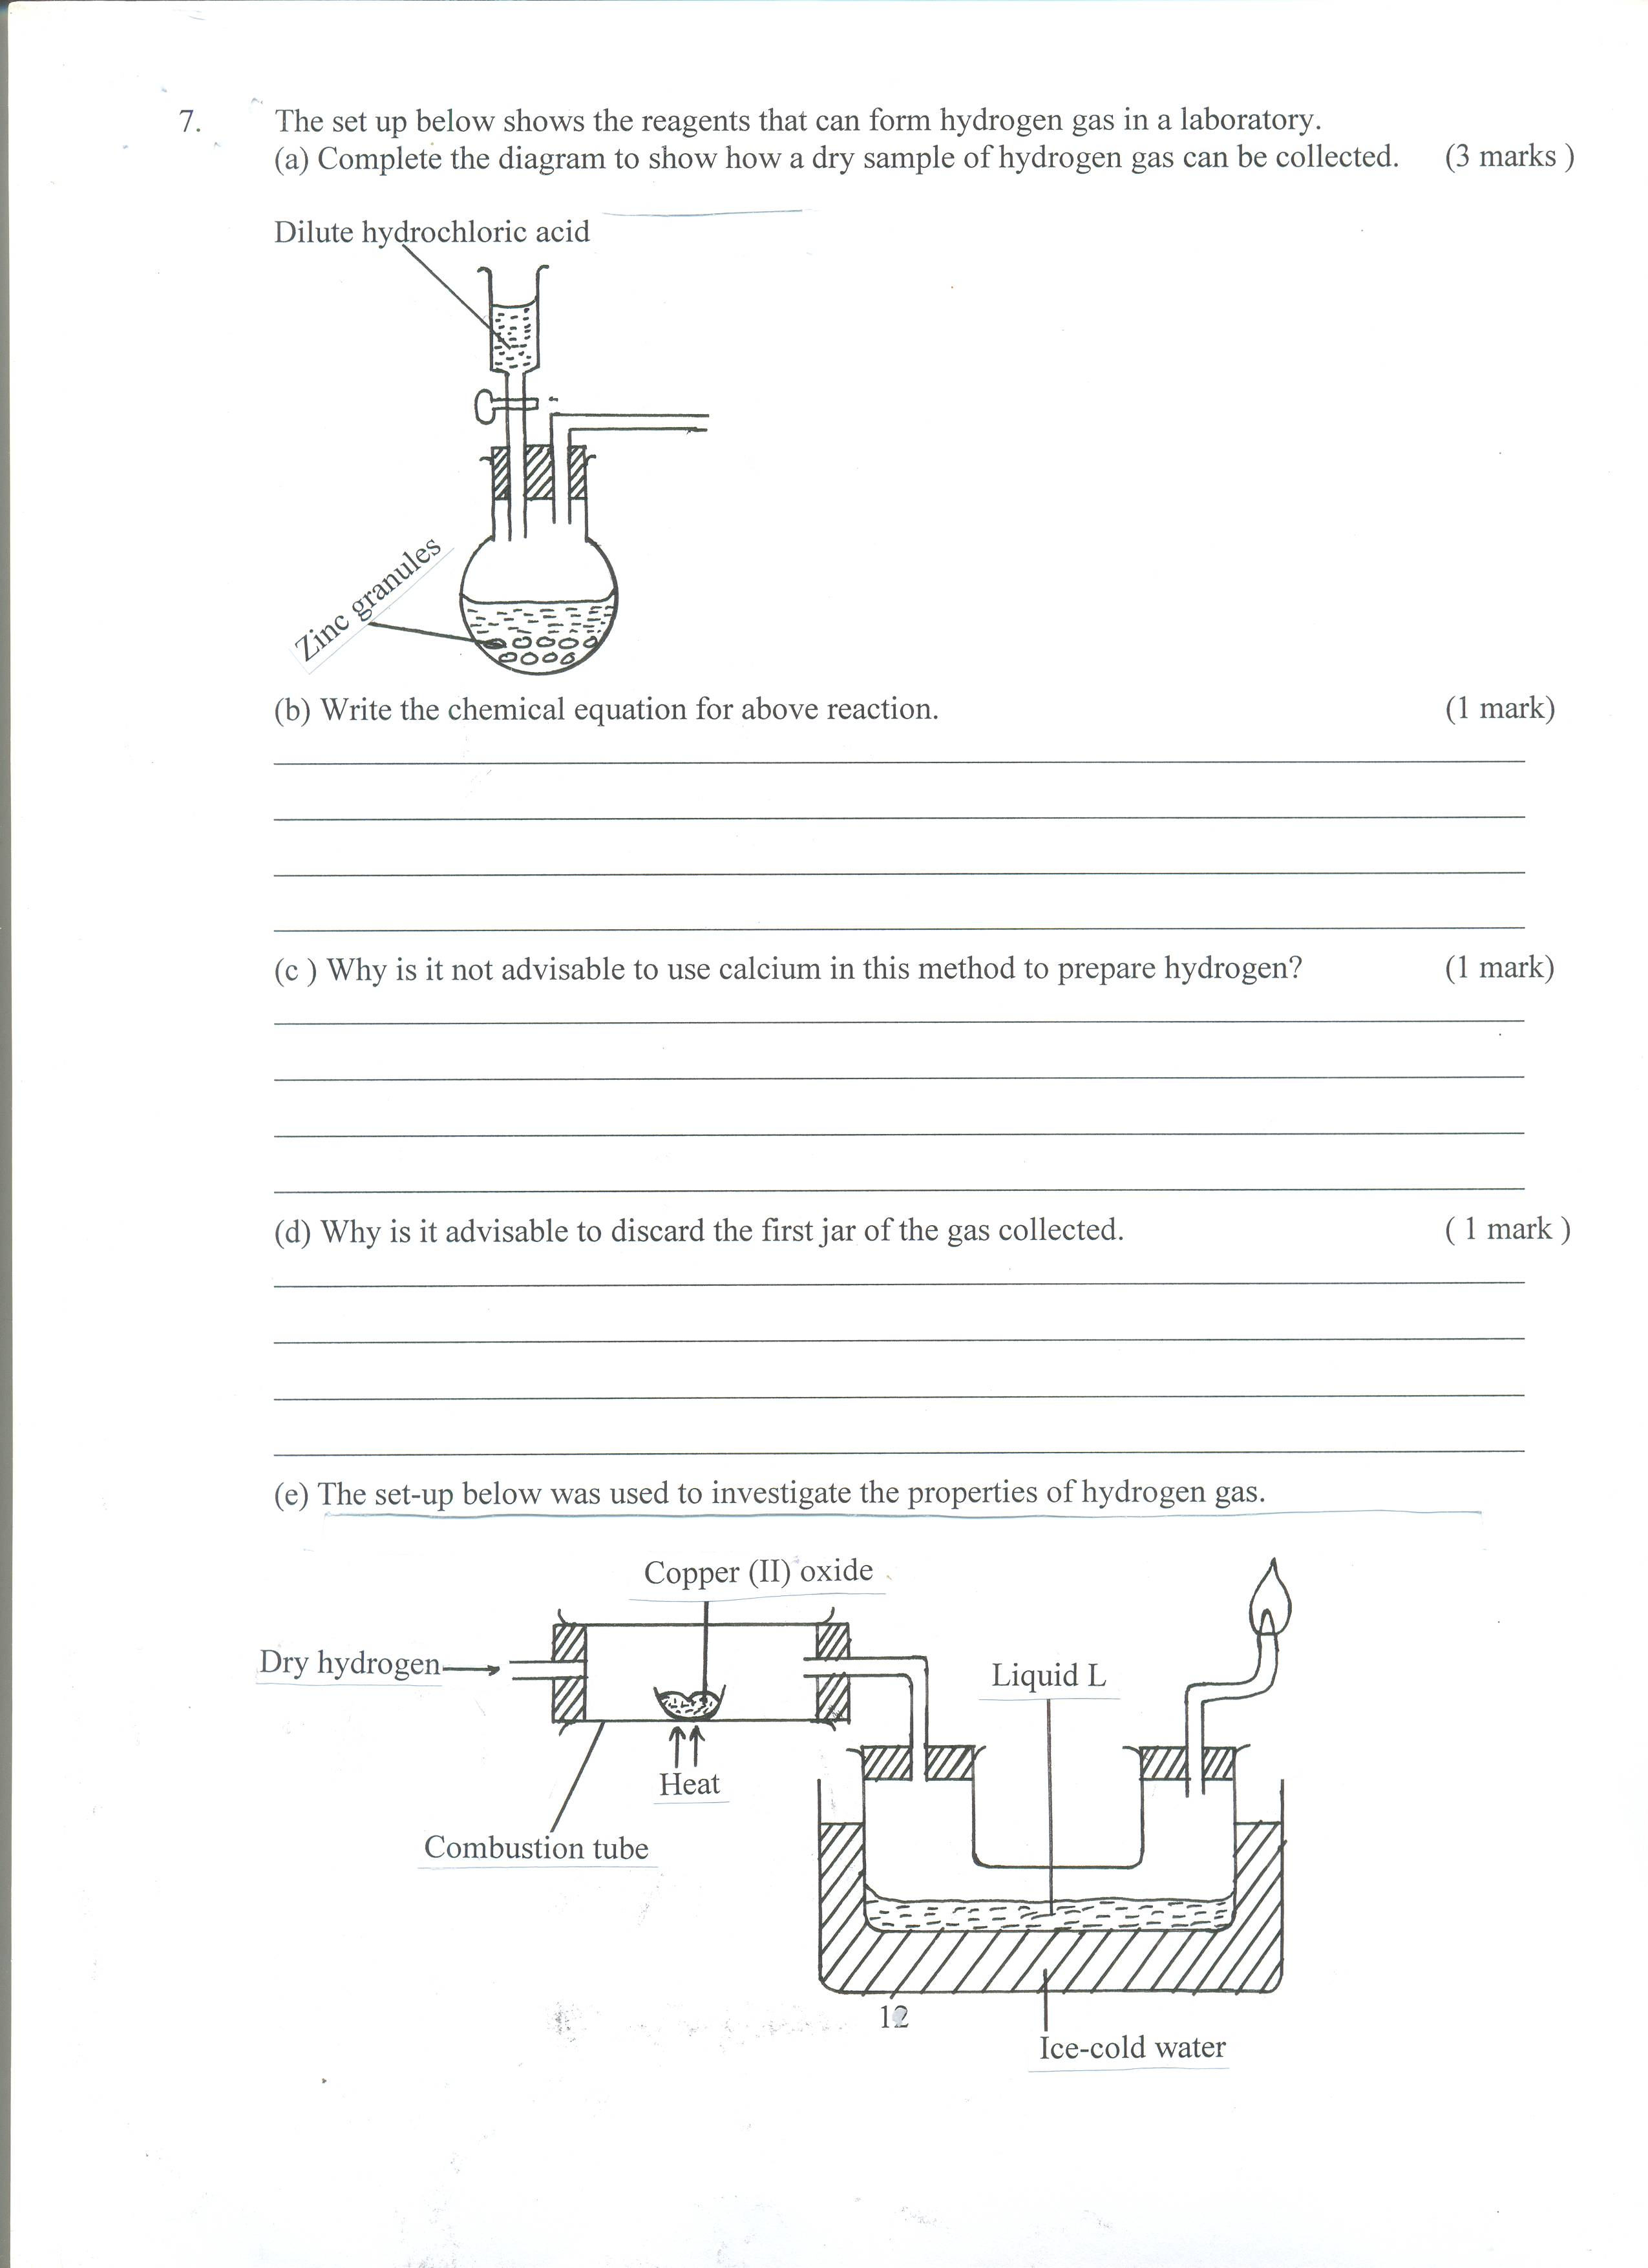 7. The set up below shows the reagents that can form hydrogen gas in a laboratory.
(a) Complete the diagram to show how a dry sample of hydrogen gas can be collected. (3 marks )
Dilute hydrochloric acid
Zinc granules
(b) Write the chemical equation for above reaction. (1 mark)
(c ) Why is it not advisable to use calcium in this method to prepare hydrogen? (1 mark)
(d) Why is it advisable to discard the first jar of the gas collected. ( 1 mark )
(e) The set-up below was used to investigate the properties of hydrogen gas.
Copper (II) oxide
Dry hydrogen
Liquid L
Heat
Combustion tube
12
Ice-cold water